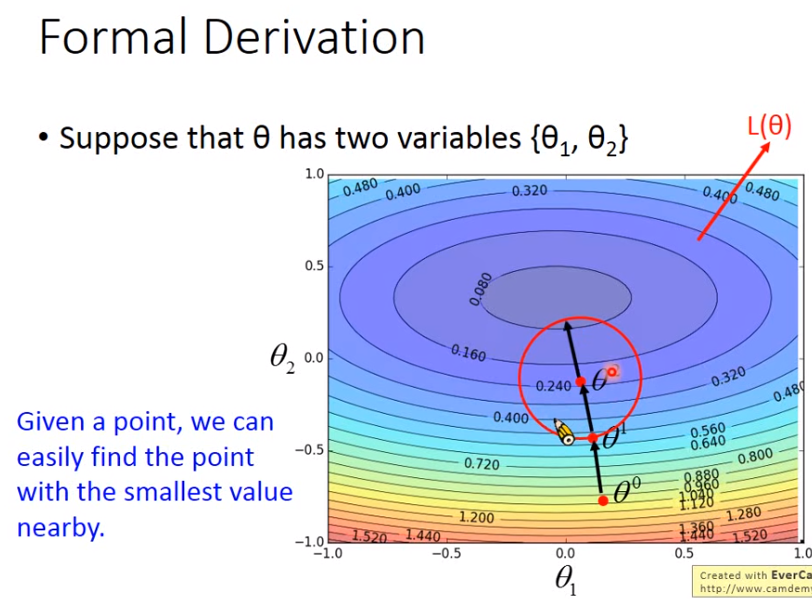 Formal Derivation
• Suppose that θ has two variables {θ1, θ2}
L(θ)
1.0
0.480
0.400
0.320
0.400
0.480
0.5
0.080
θ2
0.0
0.160
0.240
θ
0.320
0.480
Given a point, we can
easily find the point
with the smallest value
nearby.
0.400
θ1
0.560
0.640
−0.5
0.720
0.800
0.880
0.960
1.040
1.120
θ0
1.200
1.280
1.360
1.440
1.520
1.520
1.440
−1.0
−1.0
−0.5
0.0
0.5
1.0
θ1
Created with EverCa
http://www.camdem